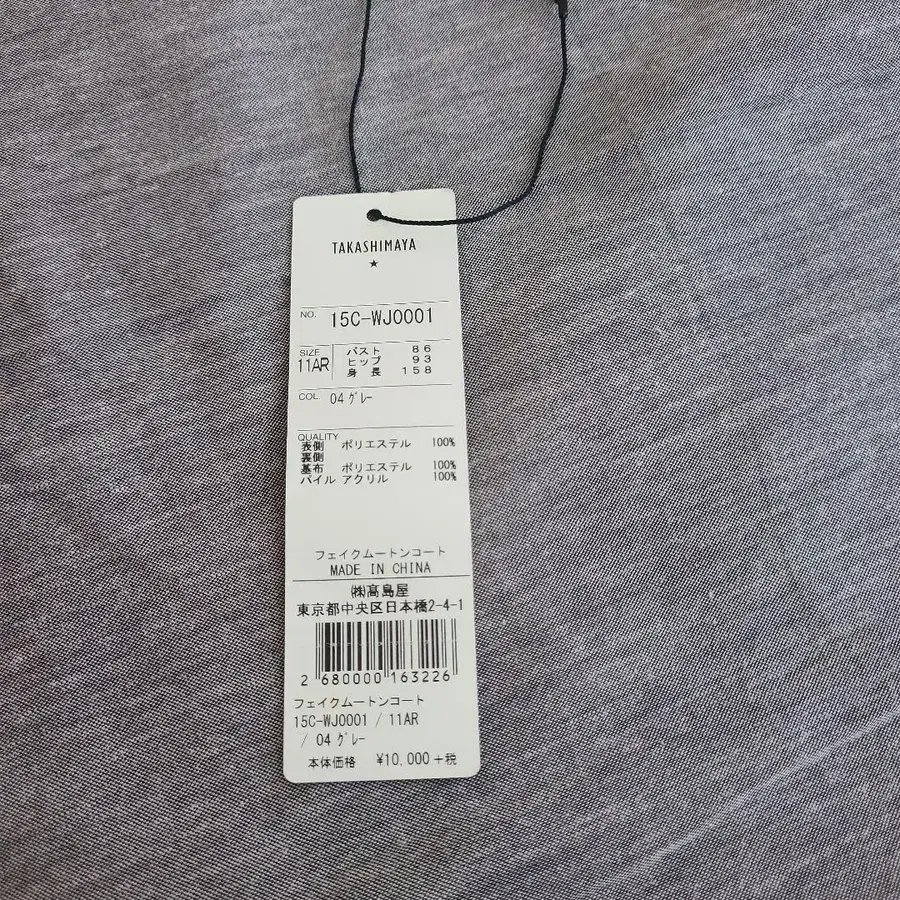 TAKASHIMAYA
★
NO. 15C-WJ0001
SIZE 11AR
バスト 86
ヒップ 93
身長 158
COL. 04 グレー
QUALITY
表側 ポリエステル 100%
裏側
基布 ポリエステル 100%
パイル アクリル 100%
フェイクムートンコート
MADE IN CHINA
㈱髙島屋
東京都中央区日本橋2-4-1
2 680000 163226
フェイクムートンコート
15C-WJ0001 / 11AR
/ 04 グレー
本体価格 ¥10,000+税